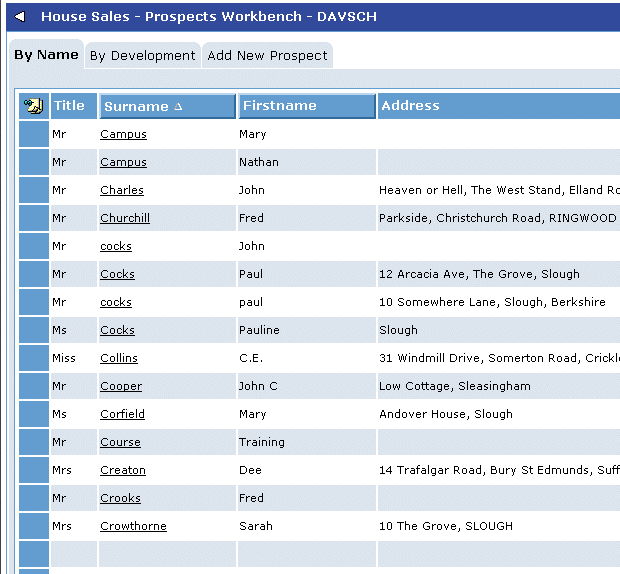 House Sales - Prospects Workbench - DAVSCH
By Name By Development Add New Prospect
Title Surname Firstname Address
Mr Campus Mary
Mr Campus Nathan
Mr Charles John Heaven or Hell, The West Stand, Elland Ro
Mr Churchill Fred Parkside, Christchurch Road, RINGWOOD
Mr cocks John
Mr Cocks Paul 12 Arcacia Ave, The Grove, Slough
Mr cocks paul 10 Somewhere Lane, Slough, Berkshire
Ms Cocks Pauline Slough
Miss Collins C.E. 31 Windmill Drive, Somerton Road, Crickle
Mr Cooper John C Low Cottage, Sleasingham
Ms Corfield Mary Andover House, Slough
Mr Course Training
Mrs Creaton Dee 14 Trafalgar Road, Bury St Edmunds, Suff
Mr Crooks Fred
Mrs Crowthorne Sarah 10 The Grove, SLOUGH